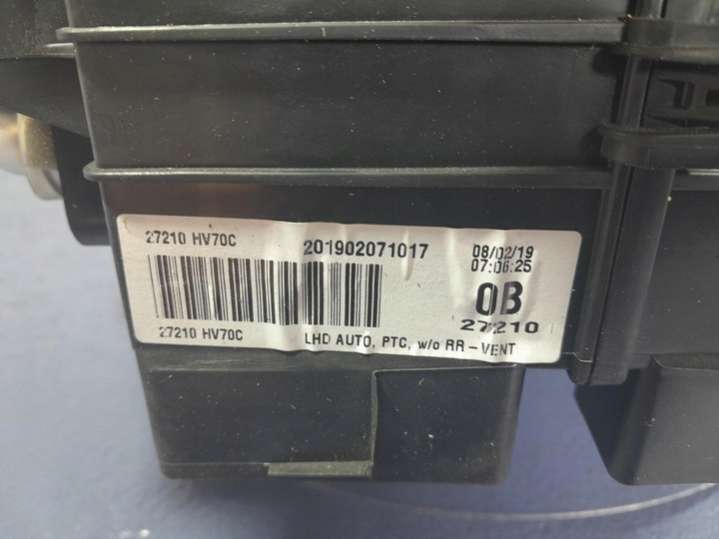 27210 HV70C
201902071017
08/02/19
07:06:25
0B
27210
27210 HV70C
LHD AUTO, PTC, w/o RR-VENT